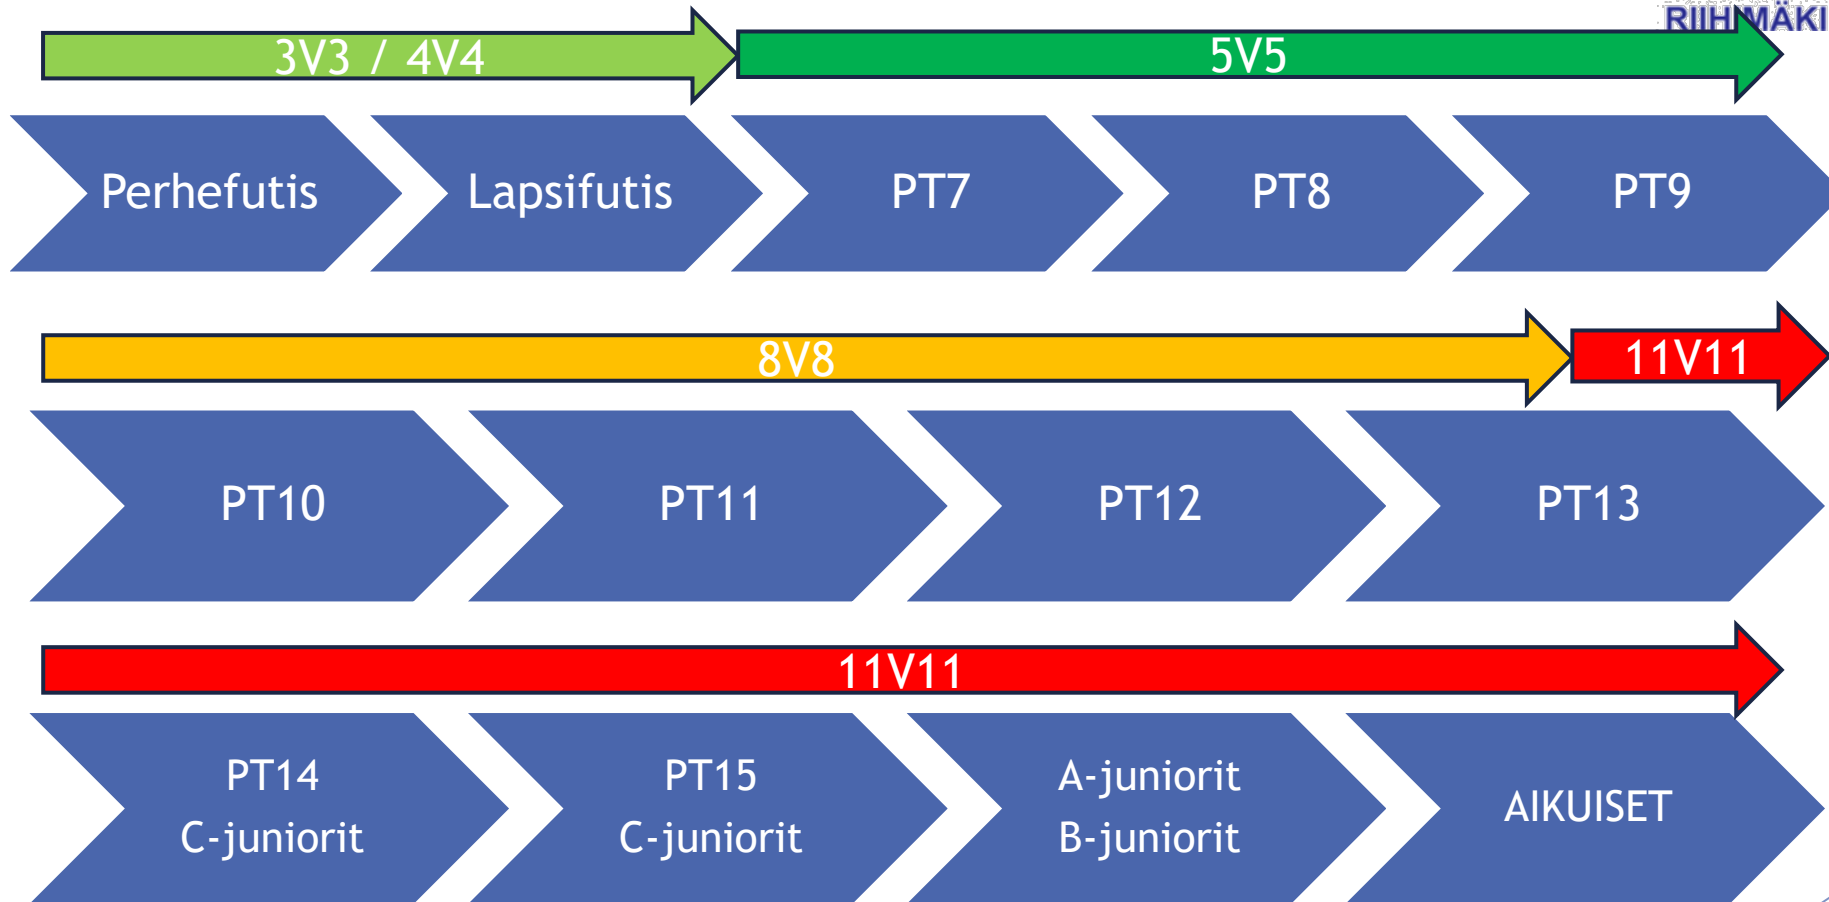 RIIHIMÄKI
3V3 / 4V4
5V5
Perhefutis
Lapsifutis
PT7
PT8
PT9
8V8
11V11
PT10
PT11
PT12
PT13
11V11
PT14
C-juniorit
PT15
C-juniorit
A-juniorit
B-juniorit
AIKUISET